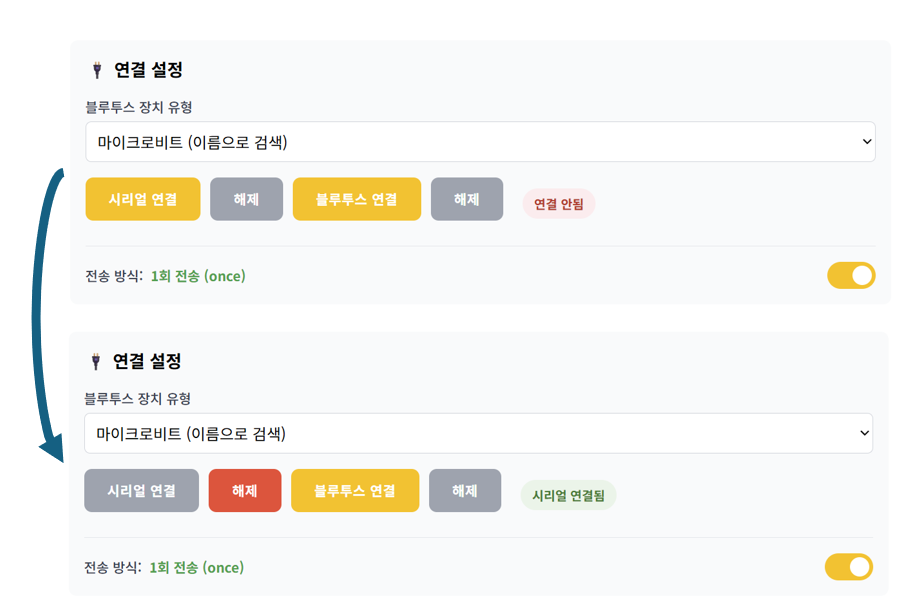 연결 설정
블루투스 장치 유형
마이크로비트 (이름으로 검색)
시리얼 연결 해제 블루투스 연결 해제 연결 안됨
전송 방식: 1회 전송 (once)
연결 설정
블루투스 장치 유형
마이크로비트 (이름으로 검색)
시리얼 연결 해제 블루투스 연결 해제 시리얼 연결됨
전송 방식: 1회 전송 (once)